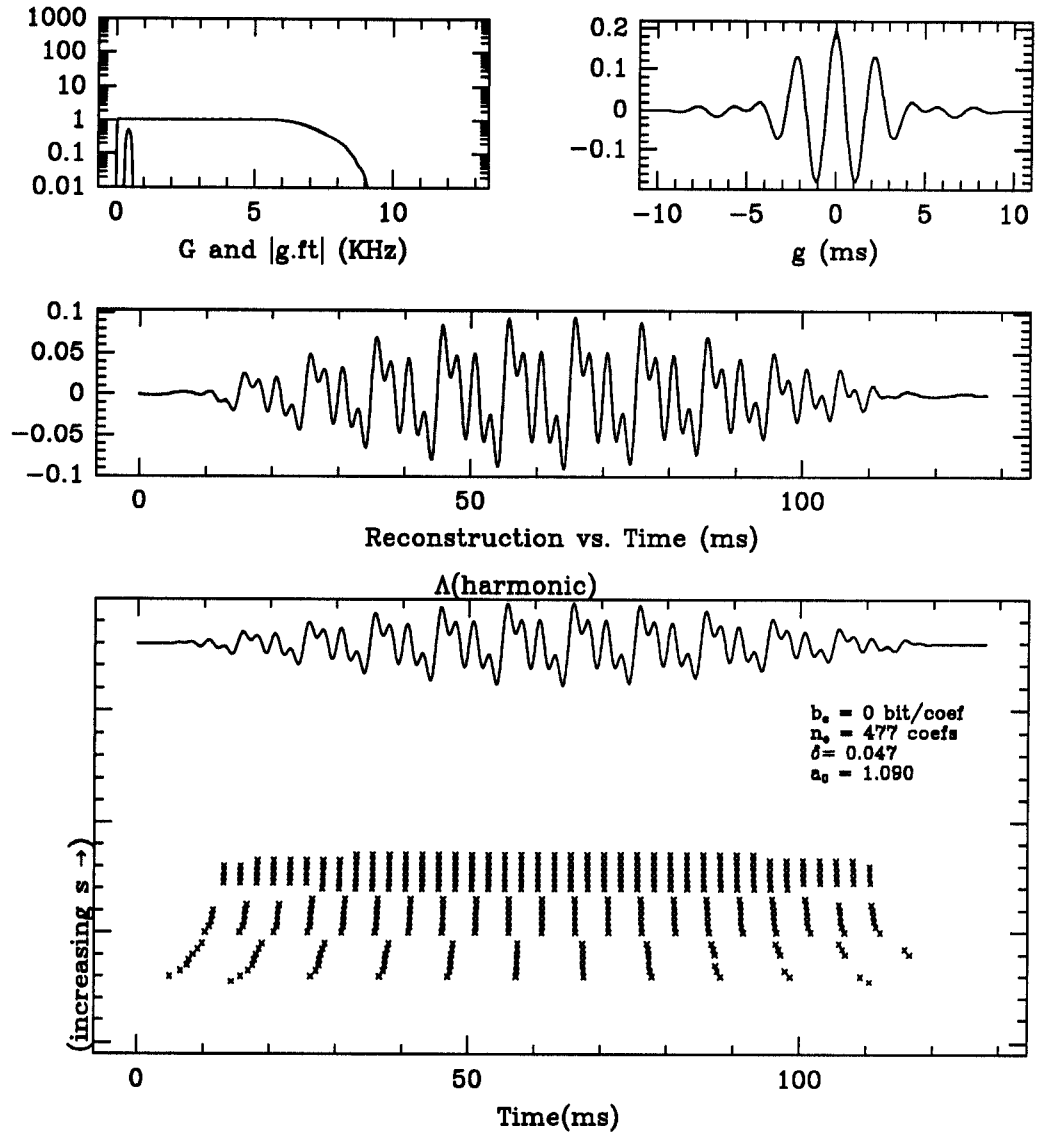 1000
100
10
1
0.1
0.01
0 5 10
G and |g.ft| (KHz)
0.2
0.1
0
−0.1
−10 −5 0 5 10
g (ms)
0.1
0.05
0
−0.05
−0.1
0 50 100
Reconstruction vs. Time (ms)
Λ(harmonic)
bₑ = 0 bit/coef
nₑ = 477 coefs
δ= 0.047
a₀ = 1.090
(increasing s →)
0 50 100
Time(ms)